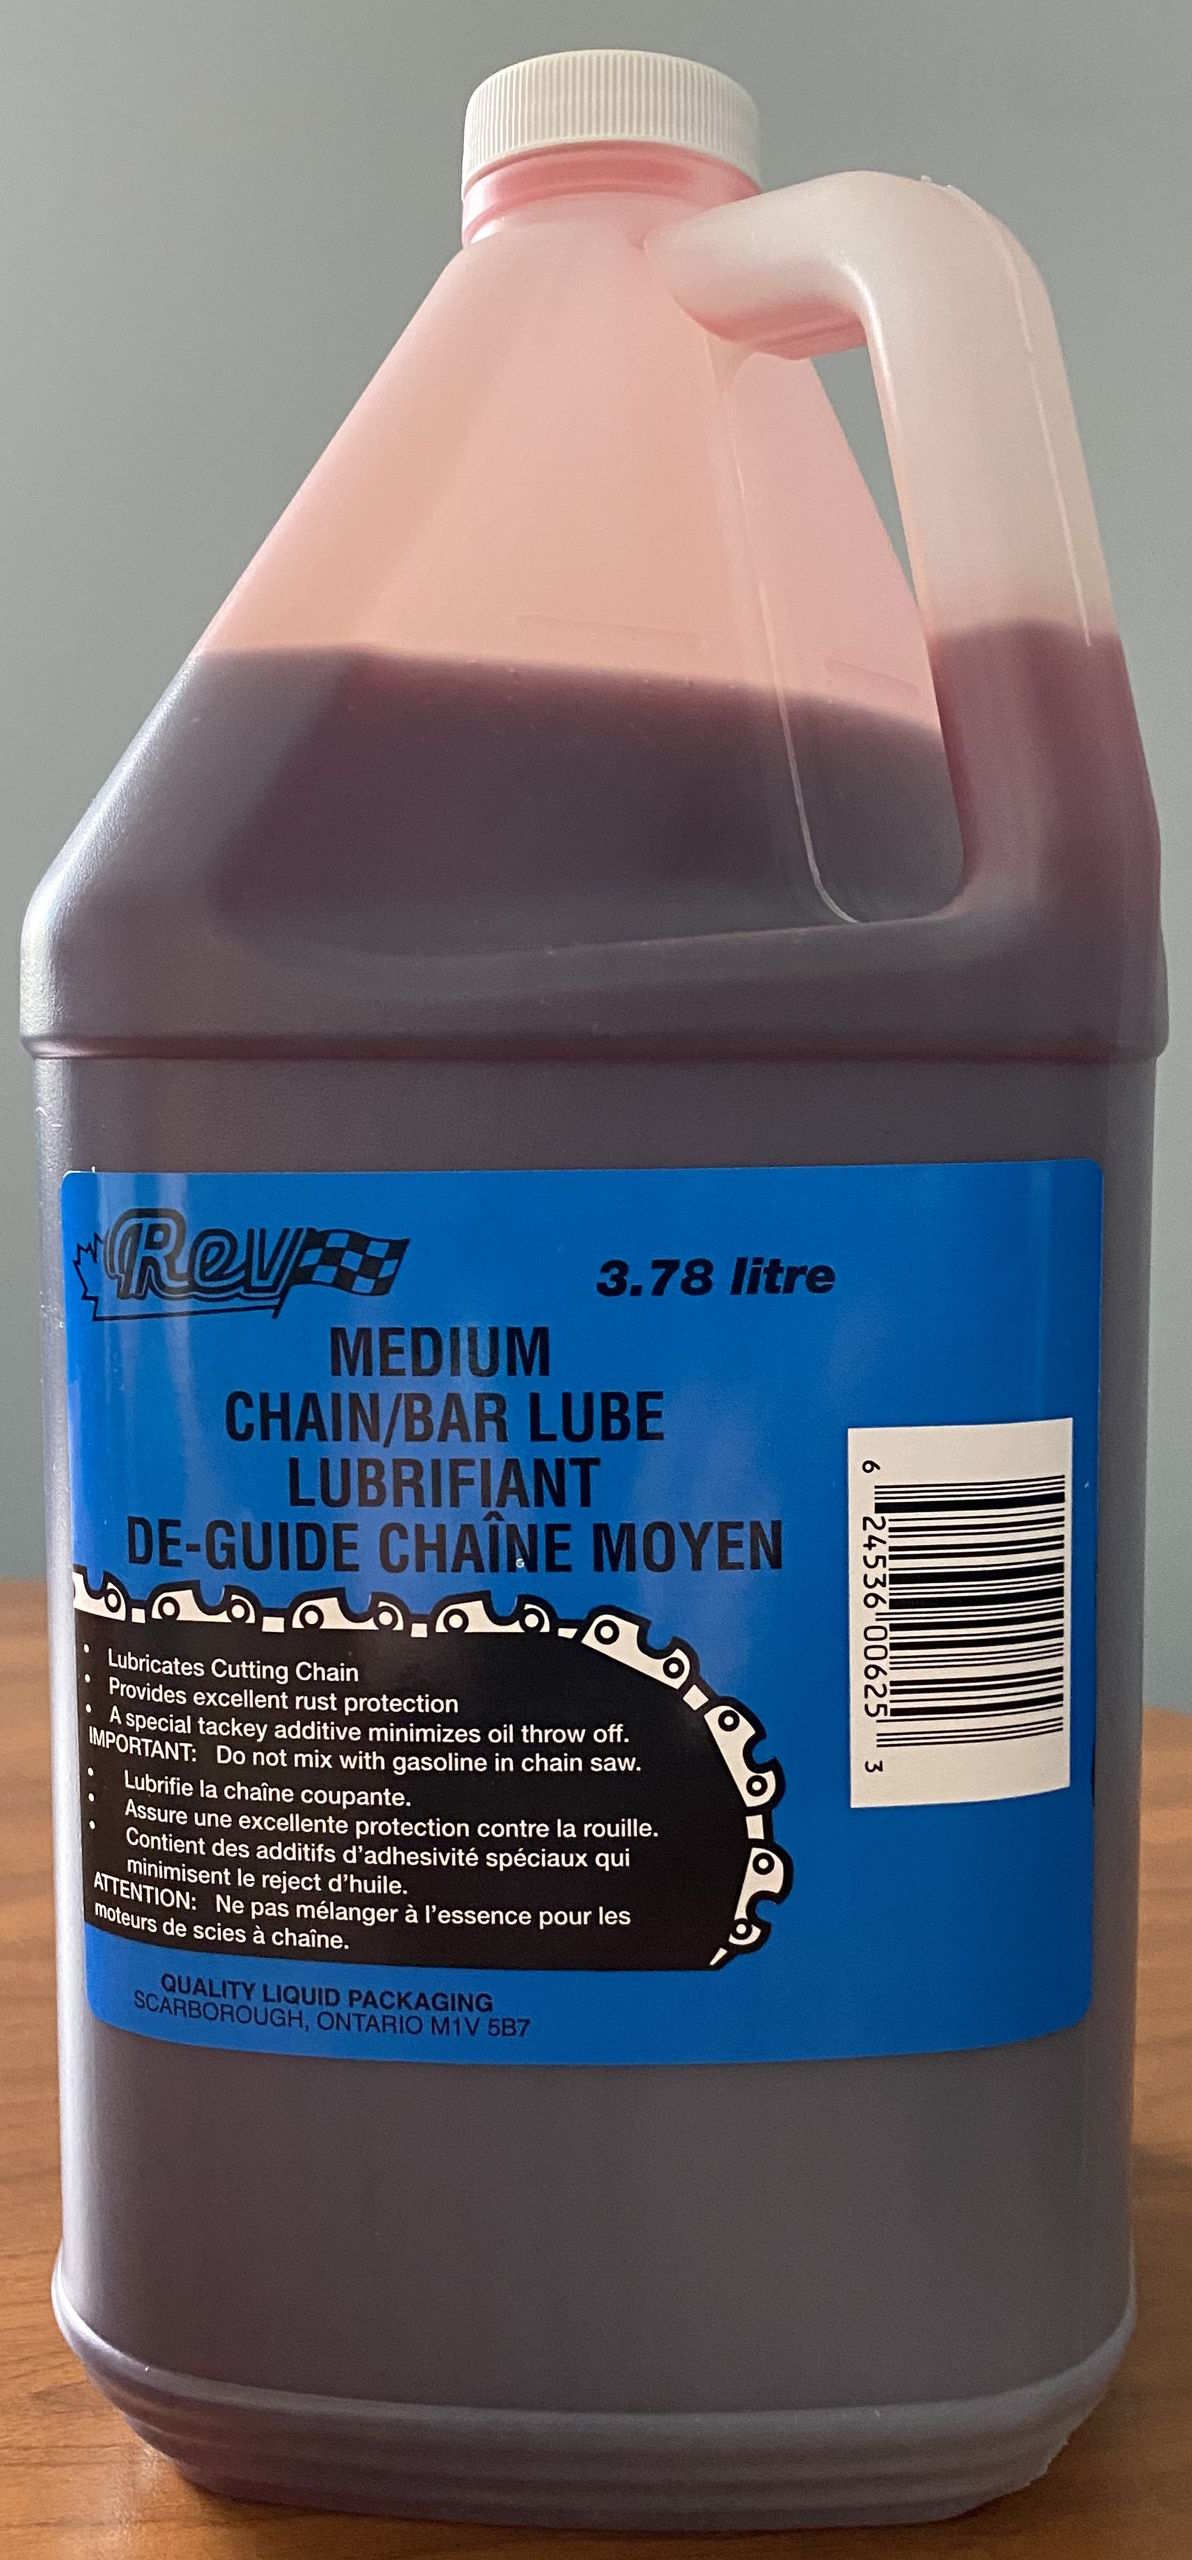 Rev
3.78 litre
MEDIUM
CHAIN/BAR LUBE
LUBRIFIANT
DE-GUIDE CHAÎNE MOYEN
• Lubricates Cutting Chain
• Provides excellent rust protection
• A special tackey additive minimizes oil throw off.
IMPORTANT: Do not mix with gasoline in chain saw.
• Lubrifie la chaîne coupante.
• Assure une excellente protection contre la rouille.
• Contient des additifs d'adhesivité spéciaux qui
minimisent le reject d'huile.
ATTENTION: Ne pas mélanger à l'essence pour les
moteurs de scies à chaîne.
QUALITY LIQUID PACKAGING
SCARBOROUGH, ONTARIO M1V 5B7
6 24536 00625 3